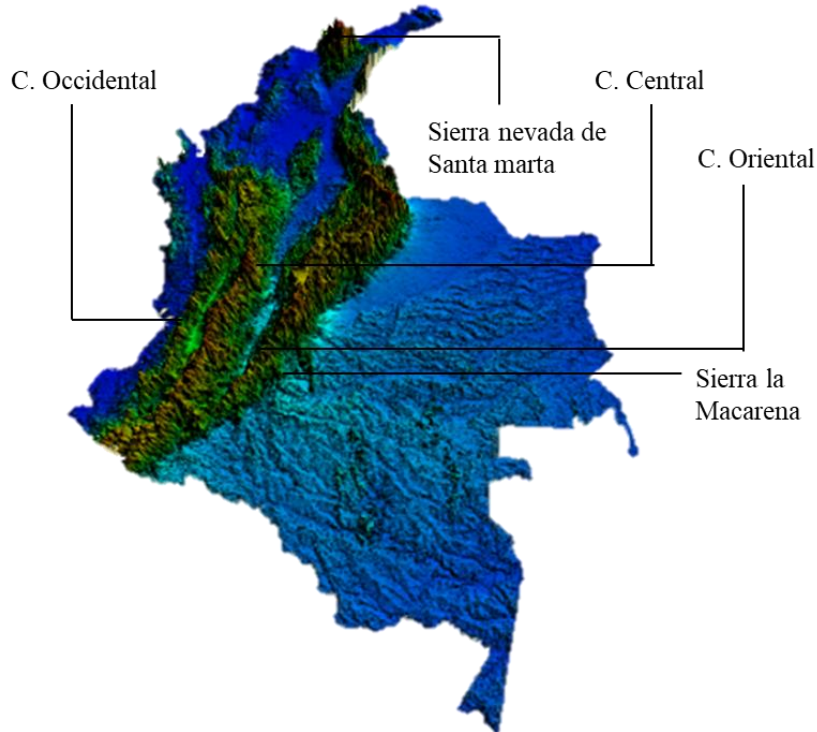 C. Occidental
C. Central
Sierra nevada de
Santa marta
C. Oriental
Sierra la
Macarena